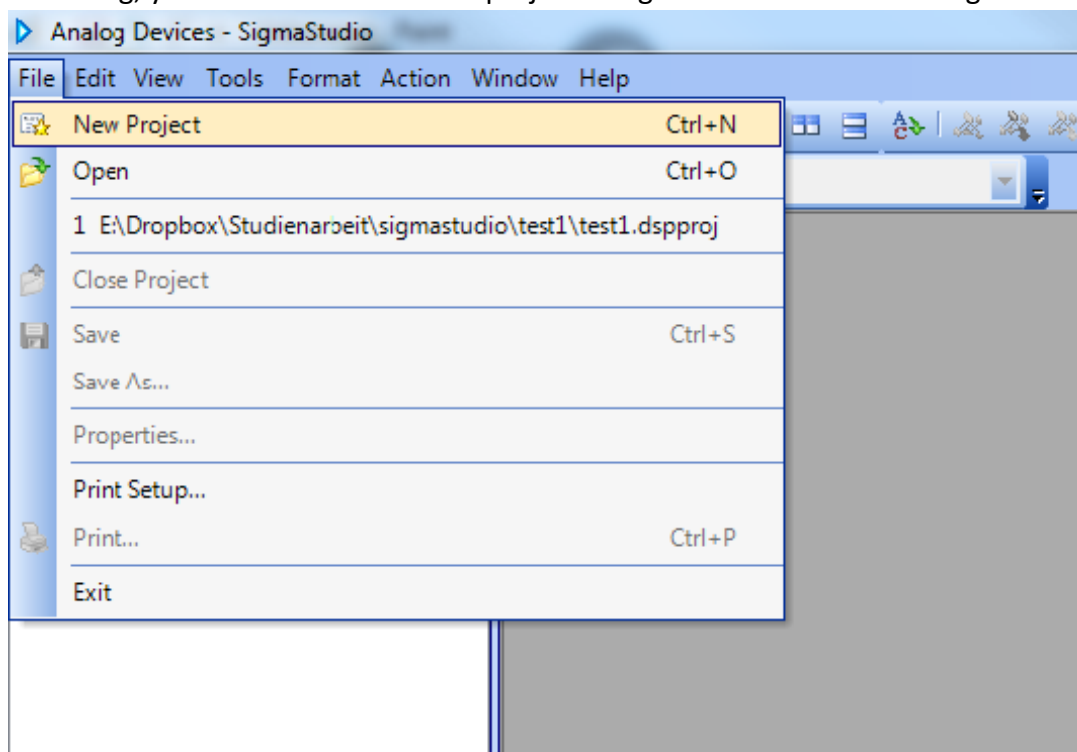 Analog Devices - SigmaStudio
File Edit View Tools Format Action Window Help
New Project Ctrl+N
Open Ctrl+O
1 E:\Dropbox\Studienarbeit\sigmastudio\test1\test1.dspproj
Close Project
Save Ctrl+S
Save As...
Properties...
Print Setup...
Print... Ctrl+P
Exit